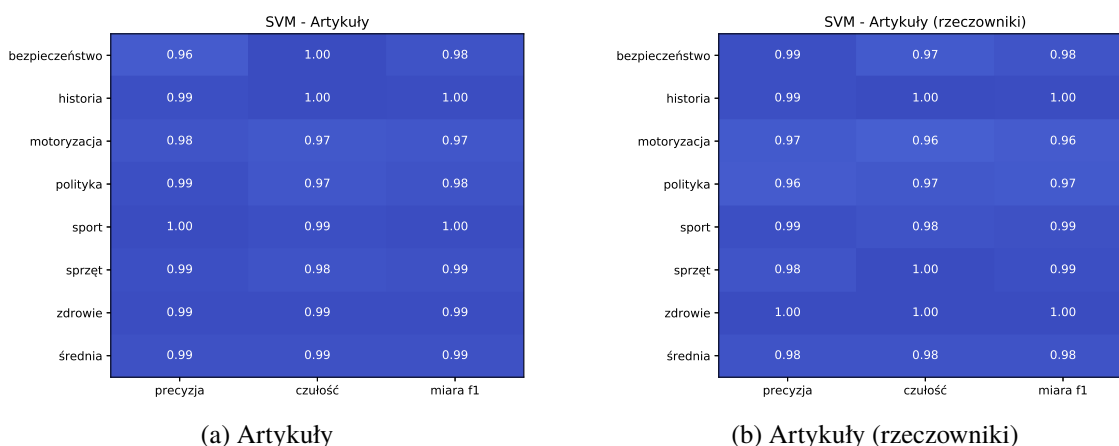 SVM - Artykuły
bezpieczeństwo 0.96 1.00 0.98
historia 0.99 1.00 1.00
motoryzacja 0.98 0.97 0.97
polityka 0.99 0.97 0.98
sport 1.00 0.99 1.00
sprzęt 0.99 0.98 0.99
zdrowie 0.99 0.99 0.99
średnia 0.99 0.99 0.99
precyzja czułość miara f1
(a) Artykuły
SVM - Artykuły (rzeczowniki)
bezpieczeństwo 0.99 0.97 0.98
historia 0.99 1.00 1.00
motoryzacja 0.97 0.96 0.96
polityka 0.96 0.97 0.97
sport 0.99 0.98 0.99
sprzęt 0.98 1.00 0.99
zdrowie 1.00 1.00 1.00
średnia 0.98 0.98 0.98
precyzja czułość miara f1
(b) Artykuły (rzeczowniki)